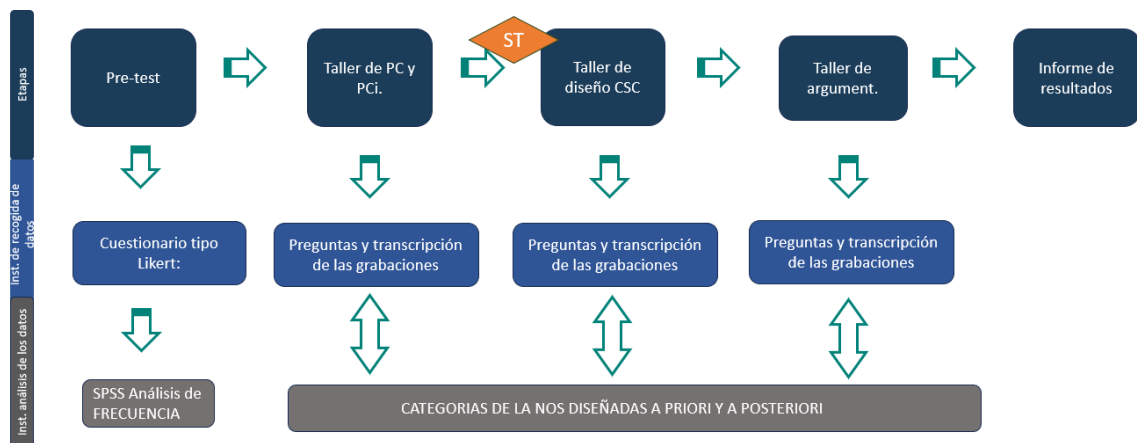 Etapas
Pre-test
Taller de PC y
PCi.
ST
Taller de
diseño CSC
Taller de
argument.
Informe de
resultados
Inst. de recogida de
datos
Cuestionario tipo
Likert:
Preguntas y transcripción
de las grabaciones
Preguntas y transcripción
de las grabaciones
Preguntas y transcripción
de las grabaciones
Inst. análisis de los datos
SPSS Análisis de
FRECUENCIA
CATEGORIAS DE LA NOS DISEÑADAS A PRIORI Y A POSTERIORI